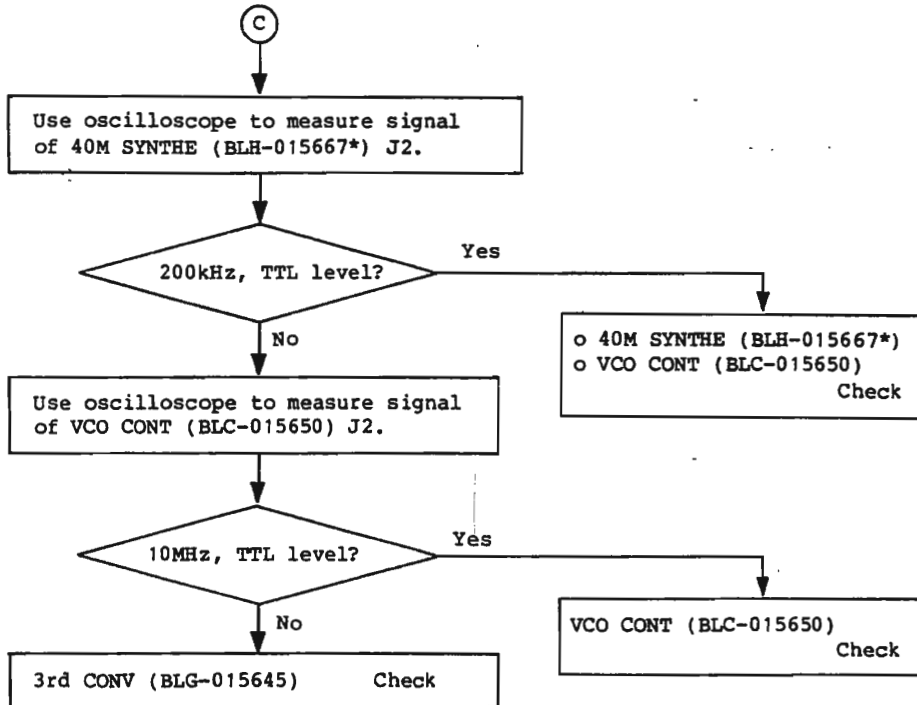 C
Use oscilloscope to measure signal
of 40M SYNTHE (BLH-015667*) J2.
200kHz, TTL level?
Yes
No
o 40M SYNTHE (BLH-015667*)
o VCO CONT (BLC-015650)
Check
Use oscilloscope to measure signal
of VCO CONT (BLC-015650) J2.
10MHz, TTL level?
Yes
No
VCO CONT (BLC-015650)
Check
3rd CONV (BLG-015645) Check